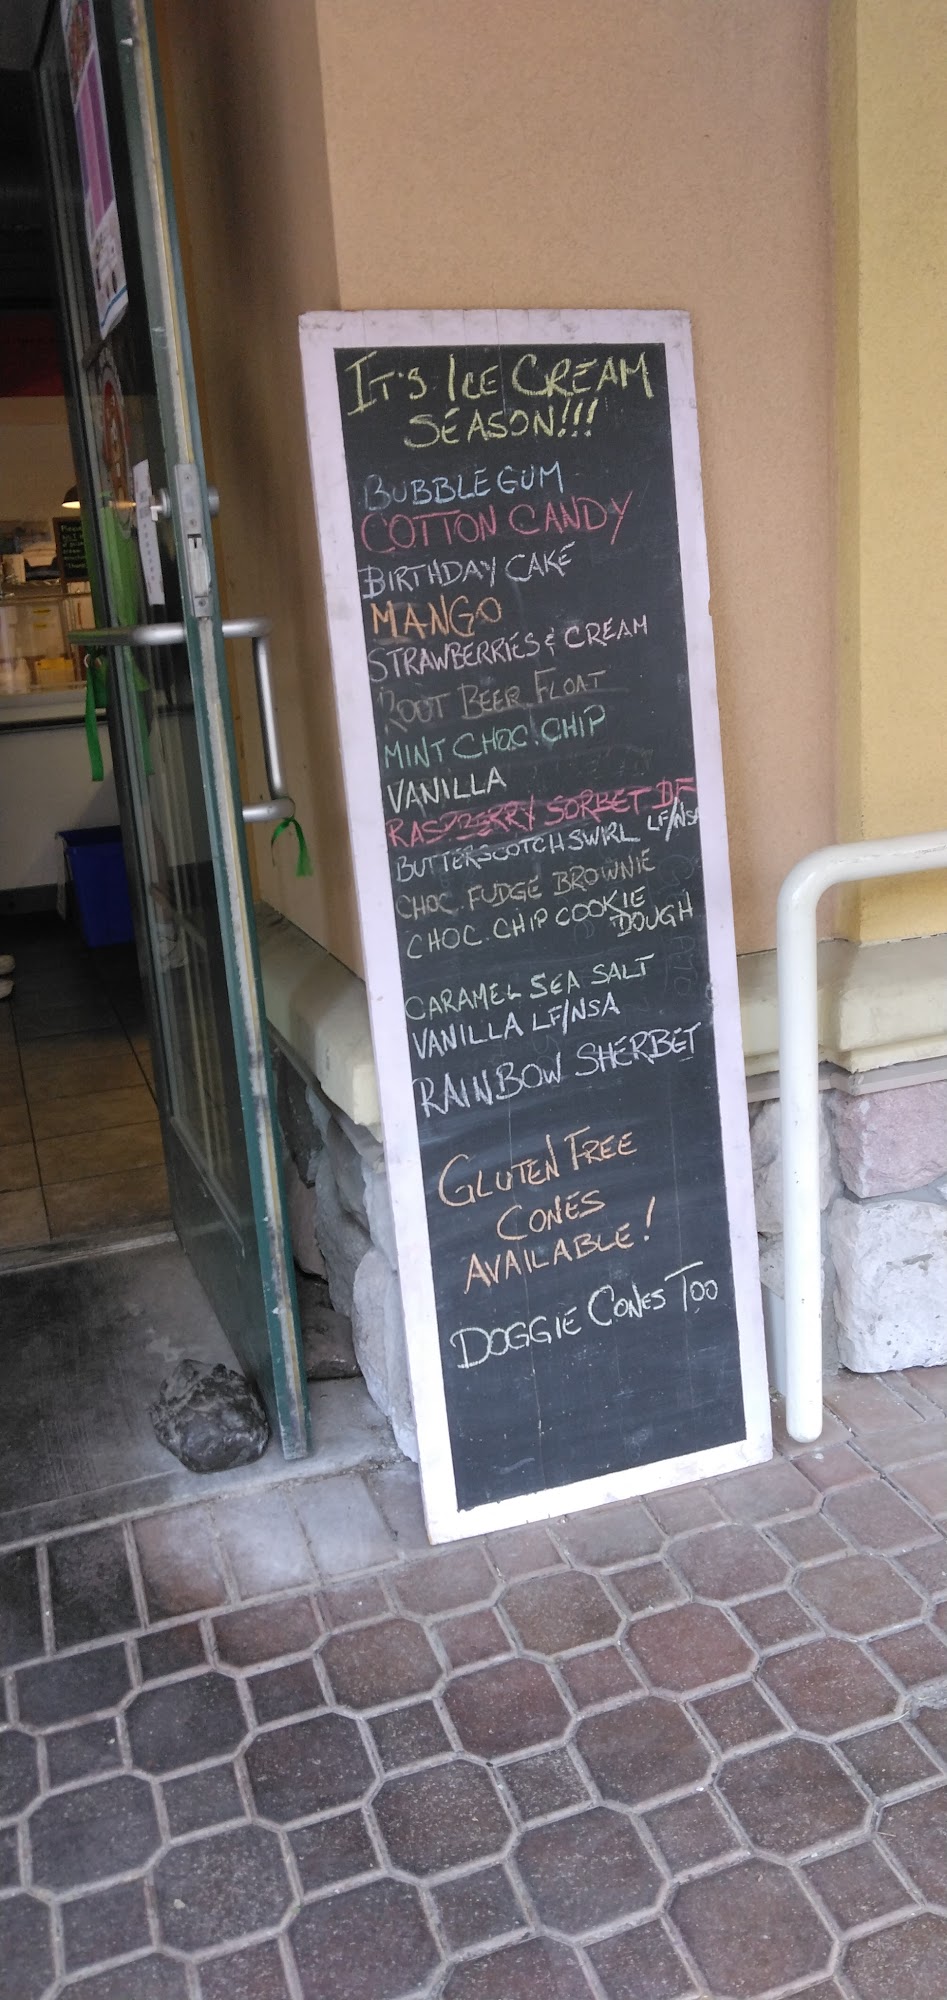 IT'S ICE CREAM
SEASON!!!
BUBBLEGUM
COTTON CANDY
BIRTHDAY CAKE
MANGO
STRAWBERRIES & CREAM
ROOT BEER FLOAT
MINT CHOC. CHIP
VANILLA
RASPBERRY SORBET DF
BUTTERSCOTCH SWIRL LF/NSA
CHOC. FUDGE BROWNIE
CHOC. CHIP COOKIE
DOUGH
CARAMEL SEA SALT
VANILLA LF/NSA
RAINBOW SHERBET
GLUTEN FREE
CONES
AVAILABLE!
DOGGIE CONES TOO